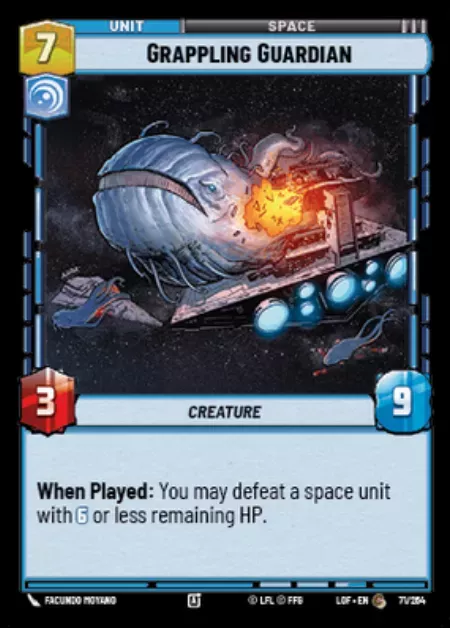 UNIT
SPACE
7
GRAPPLING GUARDIAN
3
CREATURE
9
When Played: You may defeat a space unit
with 6 or less remaining HP.
FACUNDO MOYANO
© LFL © FFG
LOF • EN
71/264